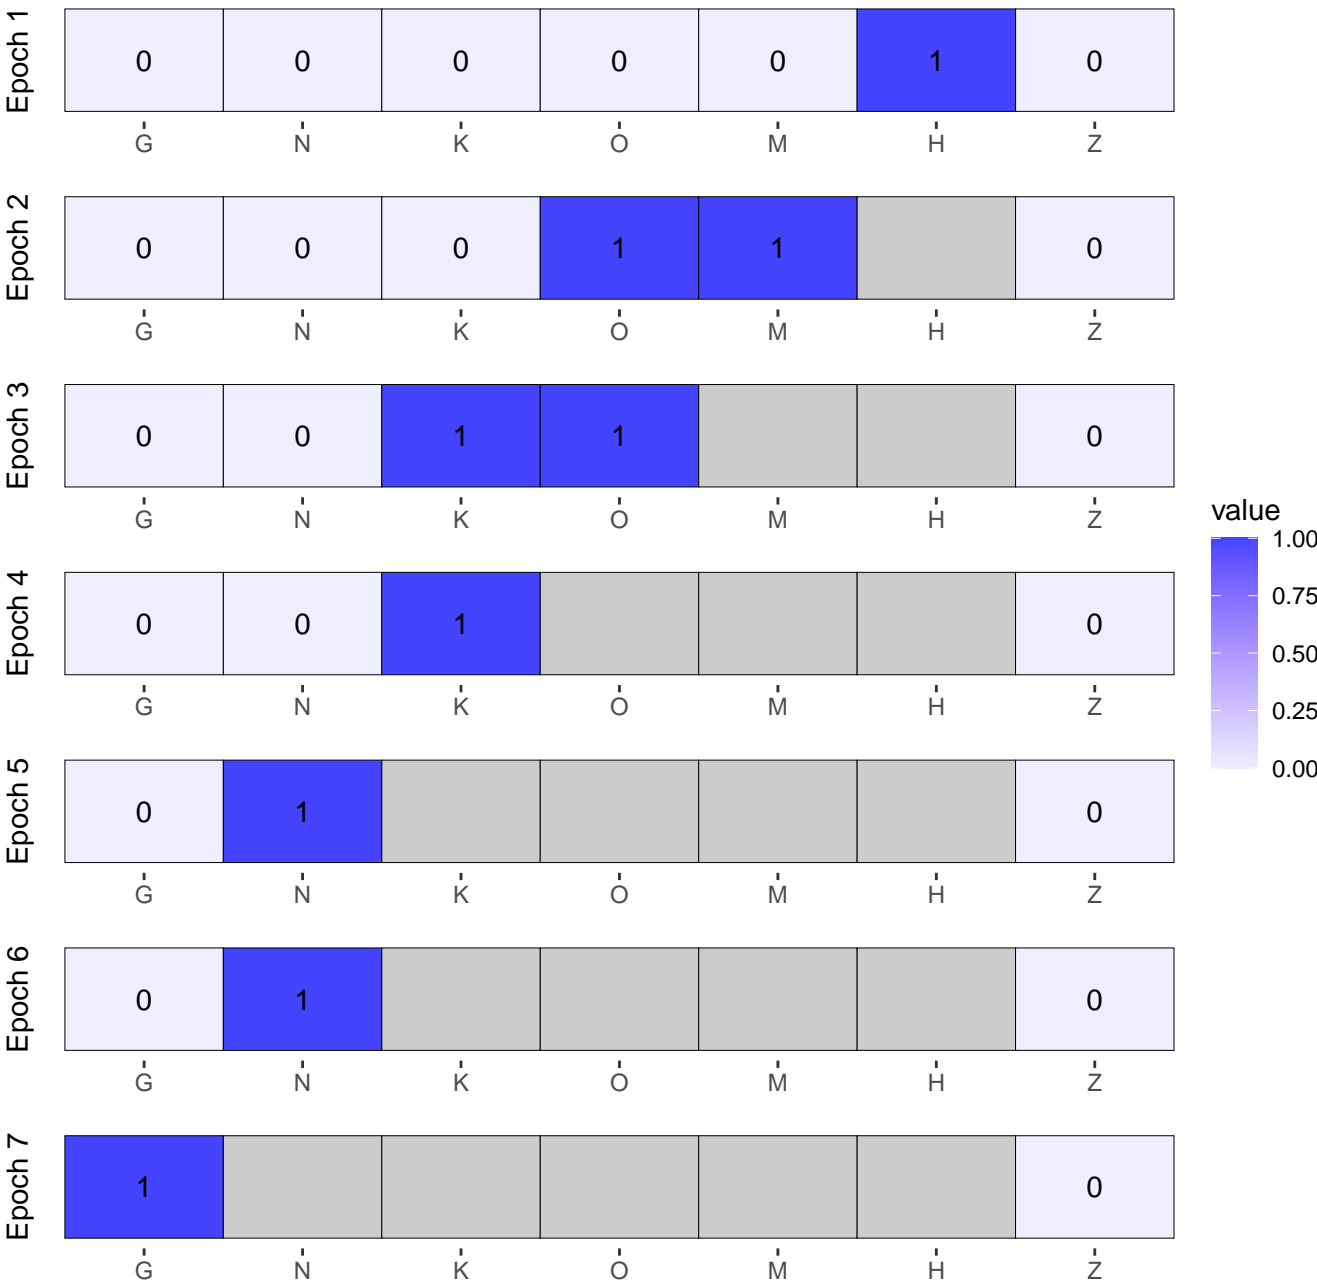 Epoch 1
0 0 0 0 0 1 0
G N K O M H Z
Epoch 2
0 0 0 1 1 0
G N K O M H Z
Epoch 3
0 0 1 1 0
G N K O M H Z
Epoch 4
0 0 1 0
G N K O M H Z
Epoch 5
0 1 0
G N K O M H Z
Epoch 6
0 1 0
G N K O M H Z
Epoch 7
1 0
G N K O M H Z
value
1.00
0.75
0.50
0.25
0.00